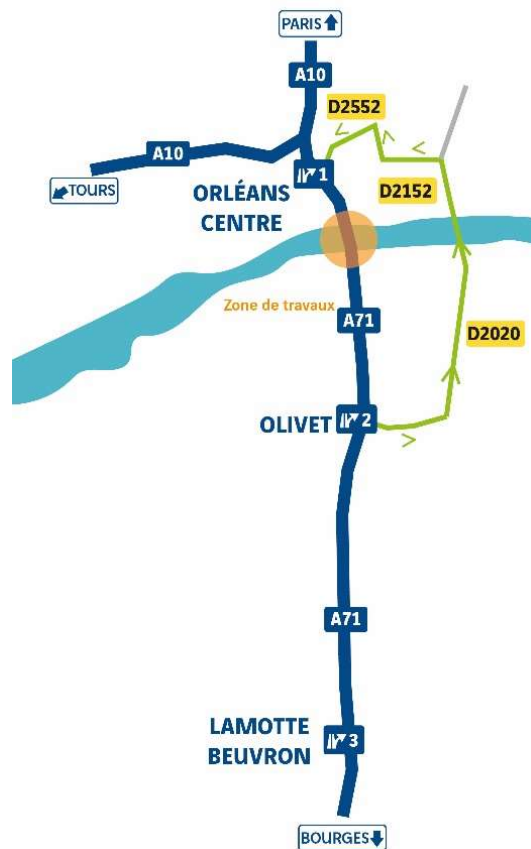 PARIS
A10
D2552
A10
1
TOURS
ORLÉANS
CENTRE
D2152
Zone de travaux
A71
D2020
OLIVET
2
A71
LAMOTTE
BEUVRON
3
BOURGES